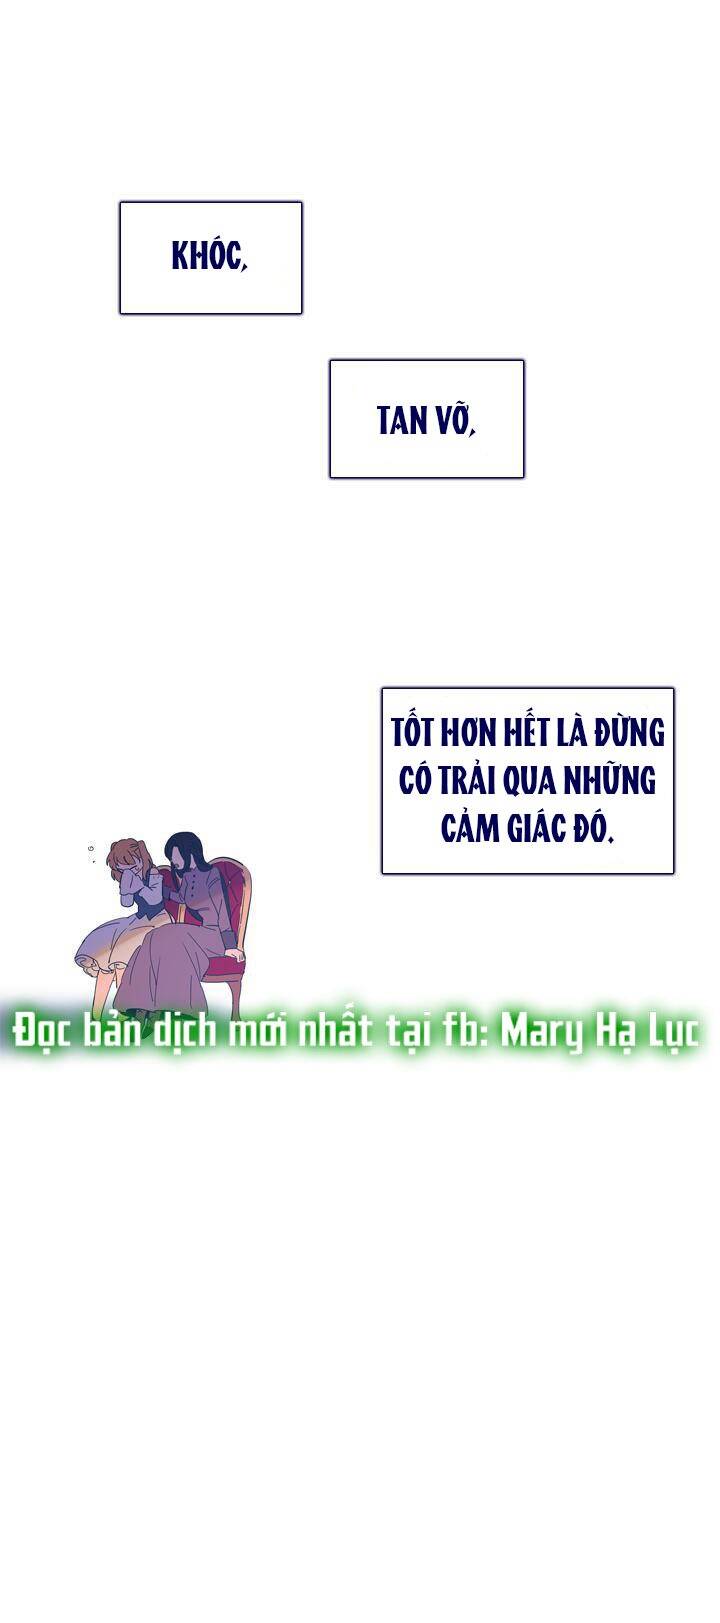 KHÓC,
TAN VỠ,
TỐT HƠN HẾT LÀ ĐỪNG
CÓ TRẢI QUA NHỮNG
CẢM GIÁC ĐÓ.
Đọc bản dịch mới nhất tại fb: Mary Hạ Lục